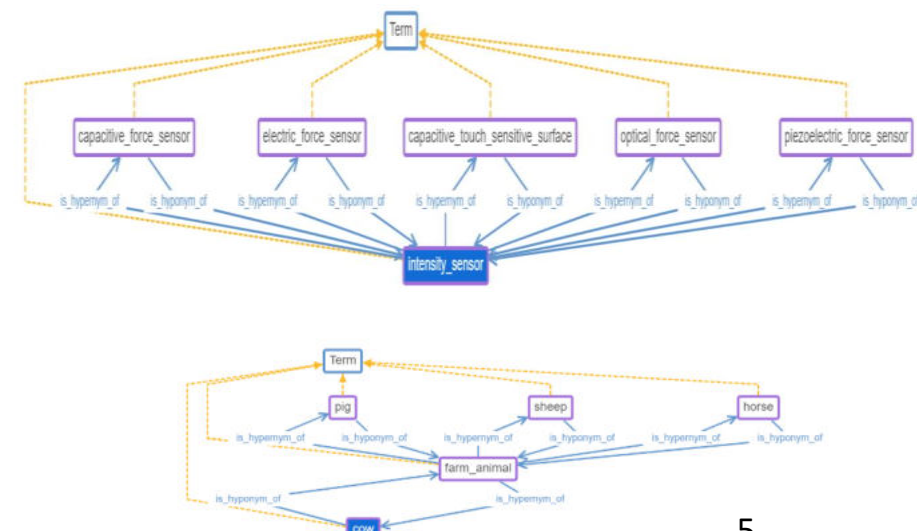 Term
capacitive_force_sensor electric_force_sensor capacitive_touch_sensitive_surface optical_force_sensor piezoelectric_force_sensor
is_hypernym_of is_hyponym_of is_hypernym_of is_hyponym_of is_hypernym_of is_hyponym_of is_hypernym_of is_hyponym_of is_hypernym_of is_hyponym_of
intensity_sensor
Term
pig sheep horse
is_hypernym_of is_hyponym_of is_hypernym_of is_hyponym_of is_hypernym_of is_hyponym_of
farm_animal
is_hyponym_of is_hypernym_of
cow
5